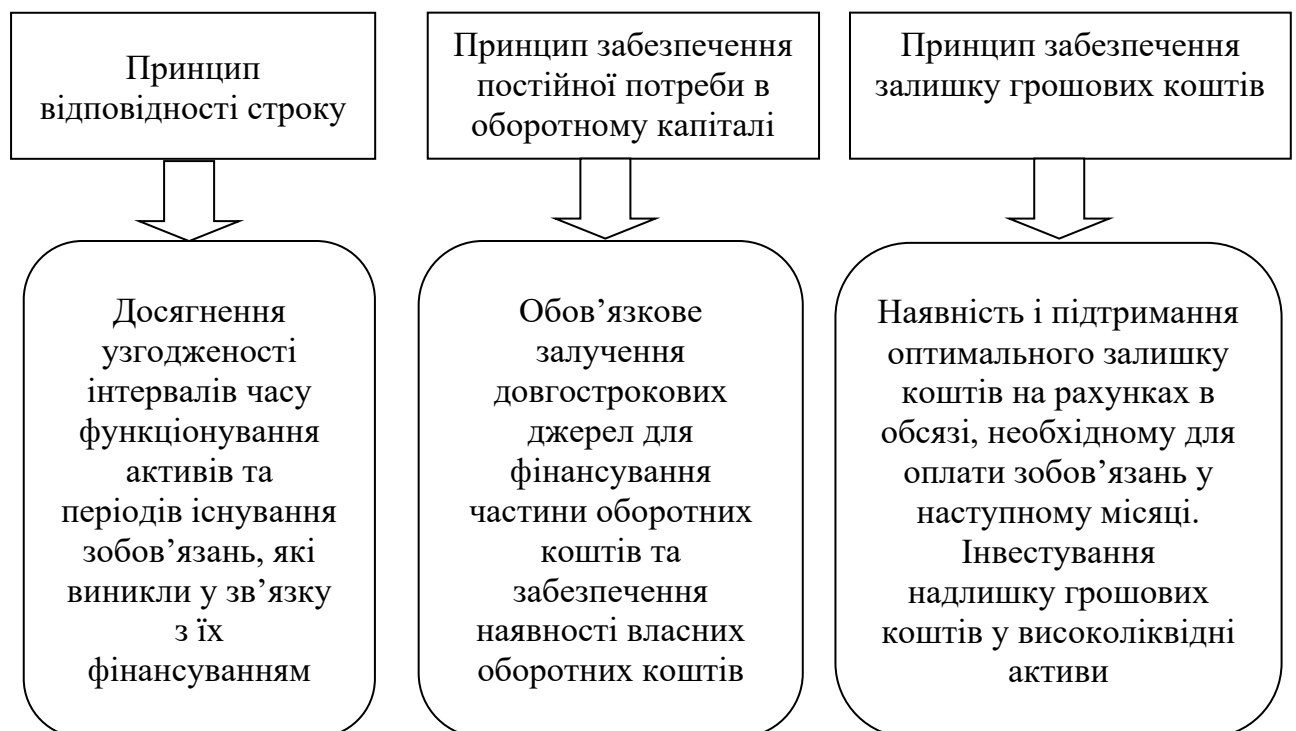 Принцип
відповідності строку
Принцип забезпечення
постійної потреби в
оборотному капіталі
Принцип забезпечення
залишку грошових коштів
Досягнення
узгодженості
інтервалів часу
функціонування
активів та
періодів існування
зобов’язань, які
виникли у зв’язку
з їх
фінансуванням
Обов’язкове
залучення
довгострокових
джерел для
фінансування
частини оборотних
коштів та
забезпечення
наявності власних
оборотних коштів
Наявність і підтримання
оптимального залишку
коштів на рахунках в
обсязі, необхідному для
оплати зобов’язань у
наступному місяці.
Інвестування
надлишку грошових
коштів у високоліквідні
активи